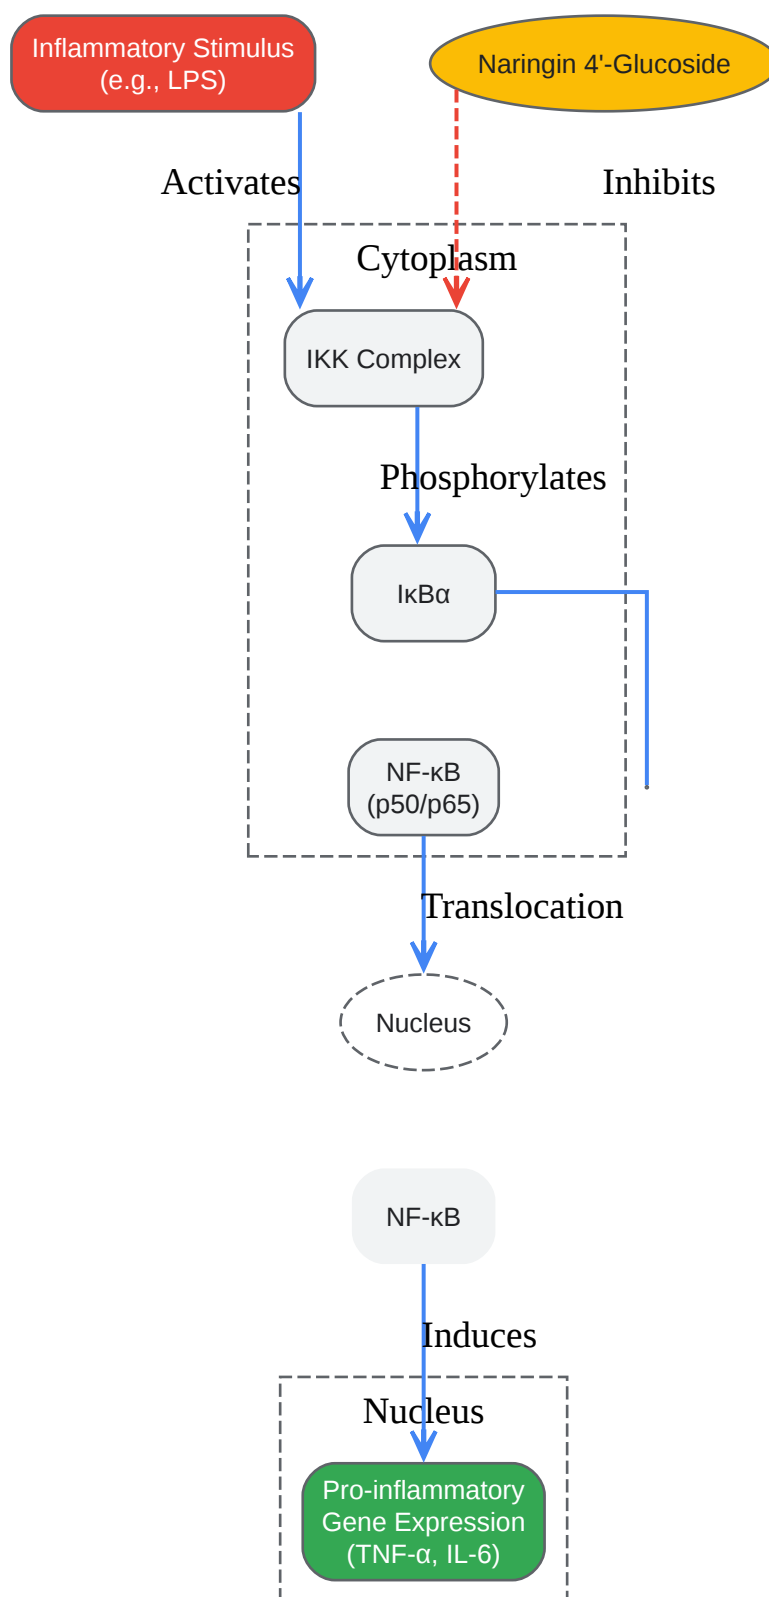 Inflammatory Stimulus
(e.g., LPS)
Naringin 4'-Glucoside
Activates
Inhibits
Cytoplasm
IKK Complex
Phosphorylates
IκBα
NF-κB
(p50/p65)
Translocation
Nucleus
NF-κB
Induces
Nucleus
Pro-inflammatory
Gene Expression
(TNF-α, IL-6)